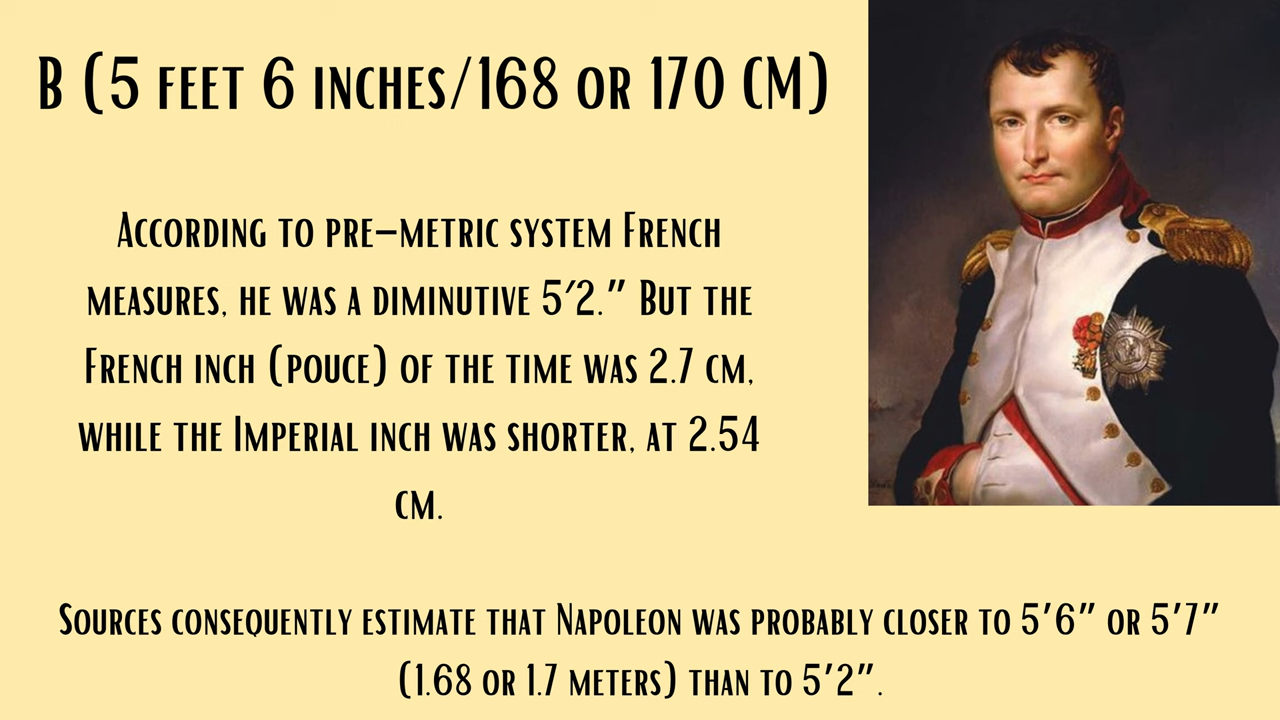 B (5 feet 6 inches/168 or 170 CM)
According to pre-metric system French
measures, he was a diminutive 5′2.” But the
French inch (pouce) of the time was 2.7 cm,
while the Imperial inch was shorter, at 2.54
cm.
Sources consequently estimate that Napoleon was probably closer to 5’6” or 5’7”
(1.68 or 1.7 meters) than to 5’2”.